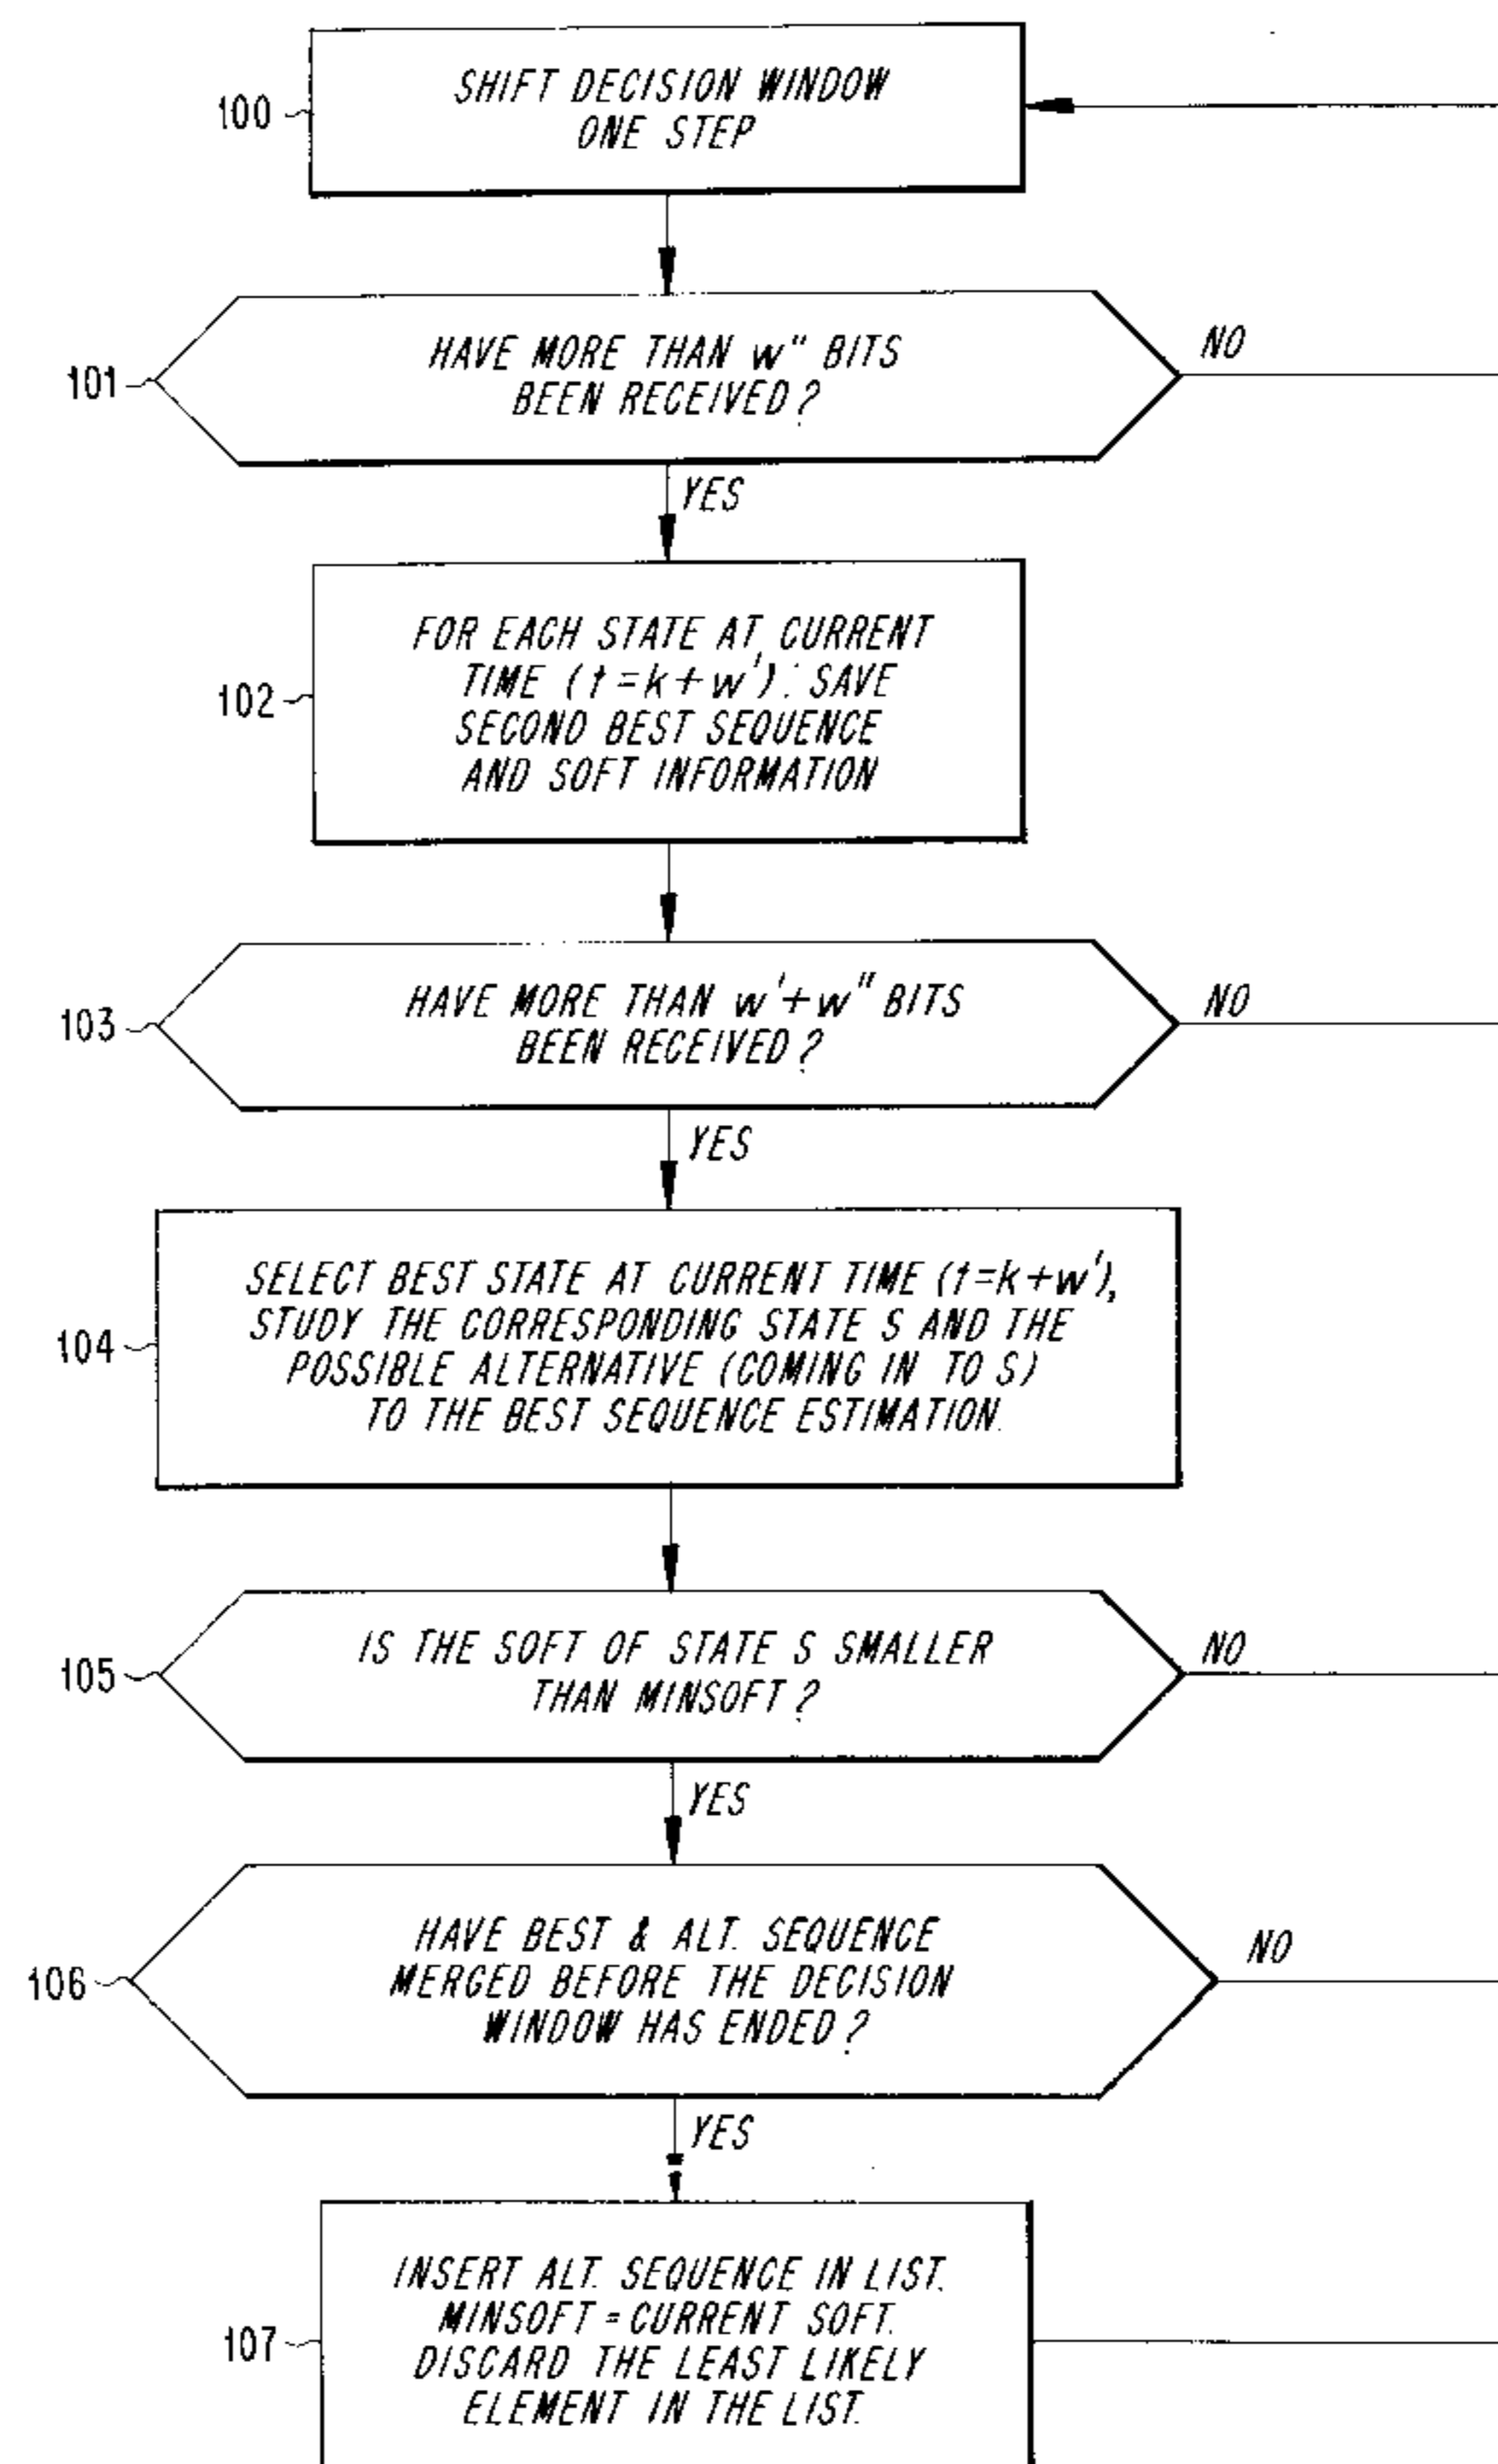 SHIFT DECISION WINDOW
ONE STEP
100
HAVE MORE THAN w" BITS
BEEN RECEIVED?
101
NO
YES
FOR EACH STATE AT CURRENT
TIME (t=k+w'): SAVE
SECOND BEST SEQUENCE
AND SOFT INFORMATION
102
HAVE MORE THAN w'+w" BITS
BEEN RECEIVED?
103
NO
YES
SELECT BEST STATE AT CURRENT TIME (t=k+w'),
STUDY THE CORRESPONDING STATE S AND THE
POSSIBLE ALTERNATIVE (COMING IN TO S)
TO THE BEST SEQUENCE ESTIMATION.
104
IS THE SOFT OF STATE S SMALLER
THAN MINSOFT?
105
NO
YES
HAVE BEST & ALT. SEQUENCE
MERGED BEFORE THE DECISION
WINDOW HAS ENDED?
106
NO
YES
INSERT ALT. SEQUENCE IN LIST.
MINSOFT=CURRENT SOFT.
DISCARD THE LEAST LIKELY
ELEMENT IN THE LIST.
107